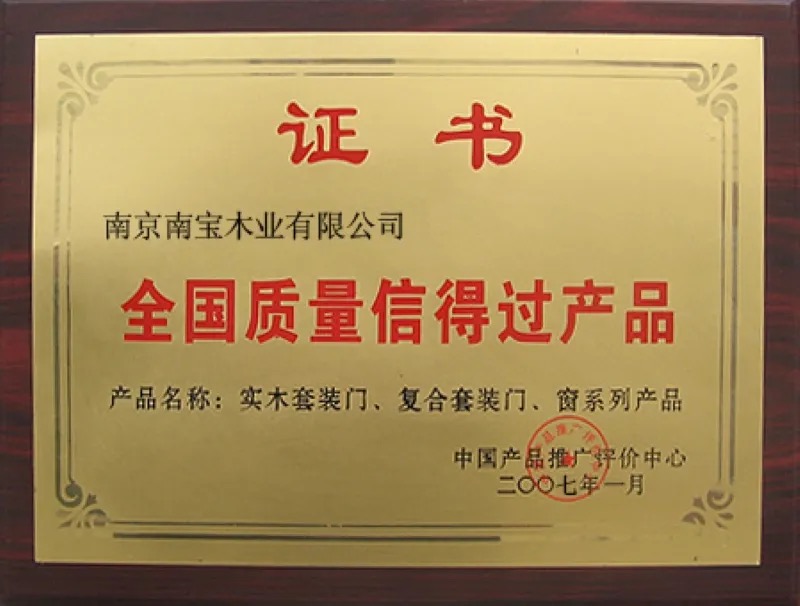 证书
南京南宝木业有限公司
全国质量信得过产品
产品名称：实木套装门、复合套装门、窗系列产品
中国产品推广评价中心
二〇〇七年一月